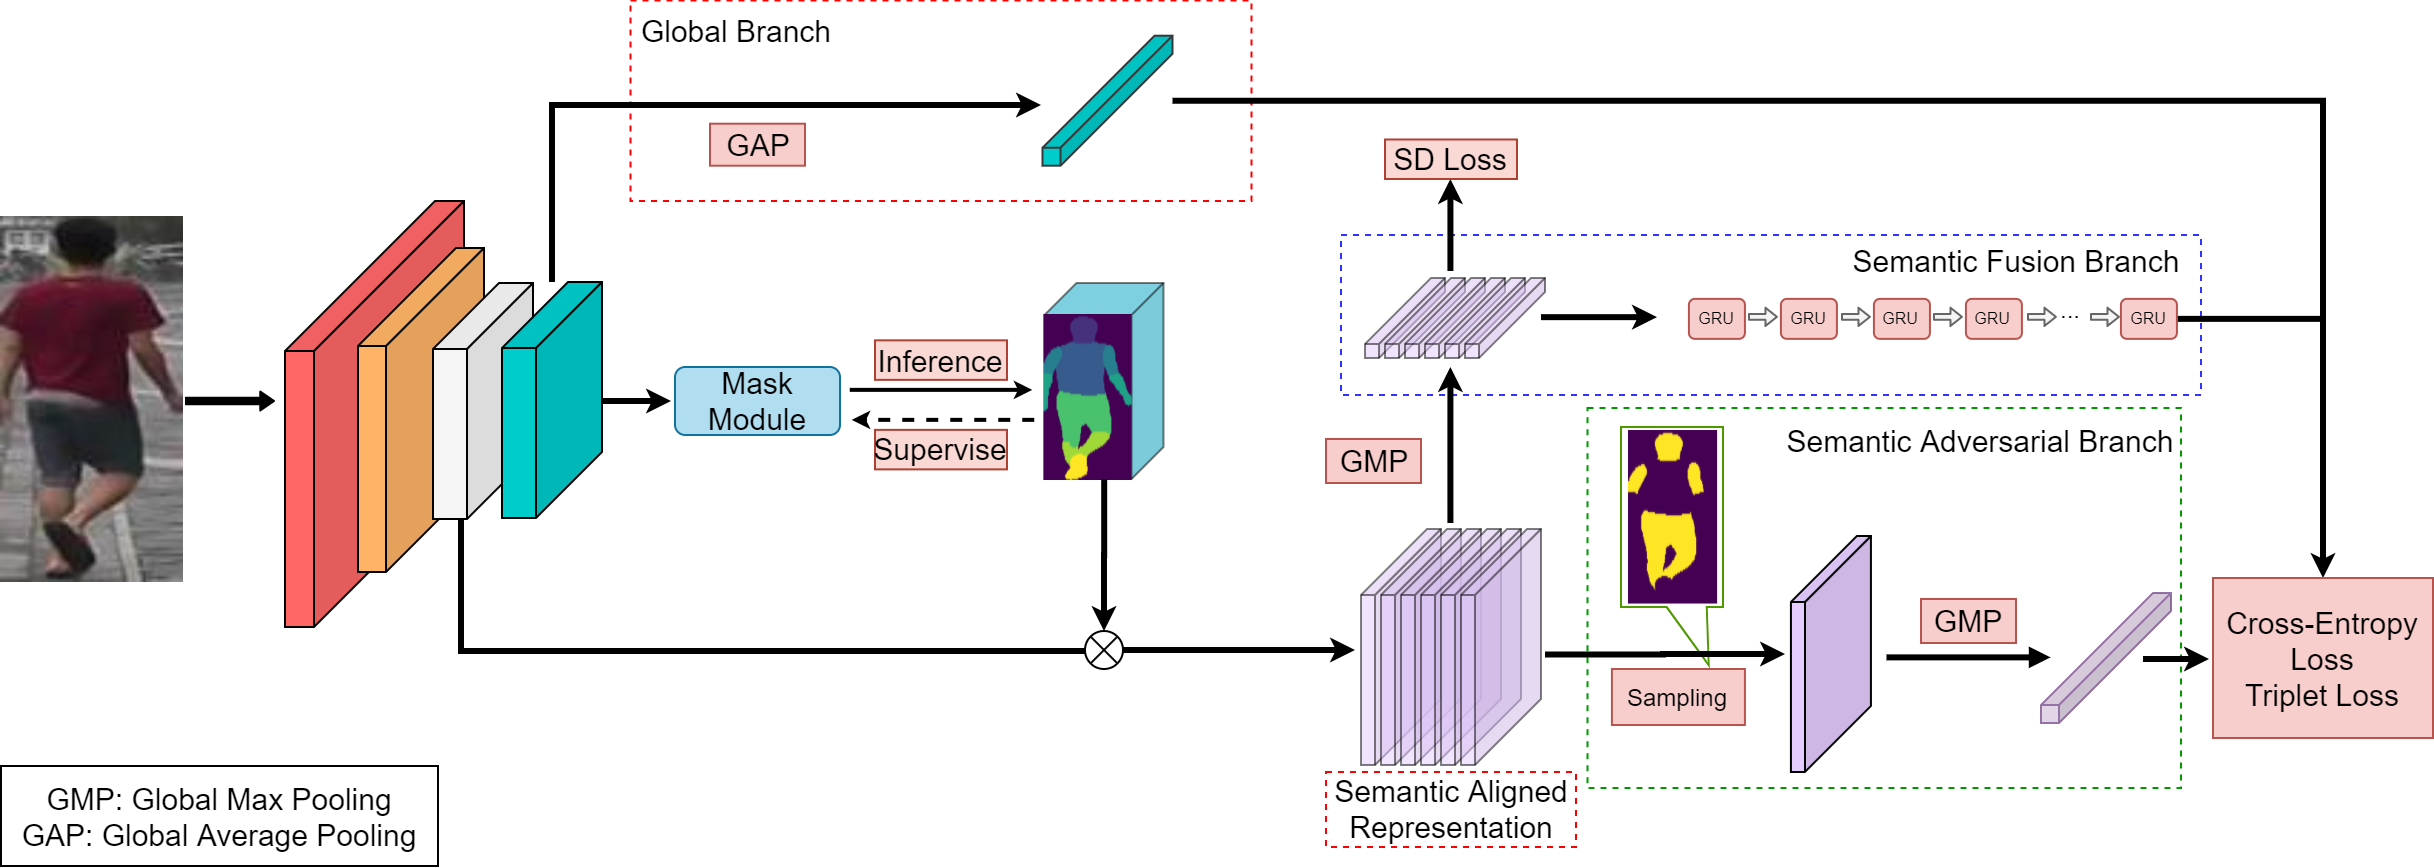 Global Branch
GAP
SD Loss
Semantic Fusion Branch
GRU
GRU
GRU
GRU
...
GRU
Inference
Mask
Module
Supervise
GMP
Semantic Adversarial Branch
GMP
Sampling
Cross-Entropy
Loss
Triplet Loss
Semantic Aligned
Representation
GMP: Global Max Pooling
GAP: Global Average Pooling